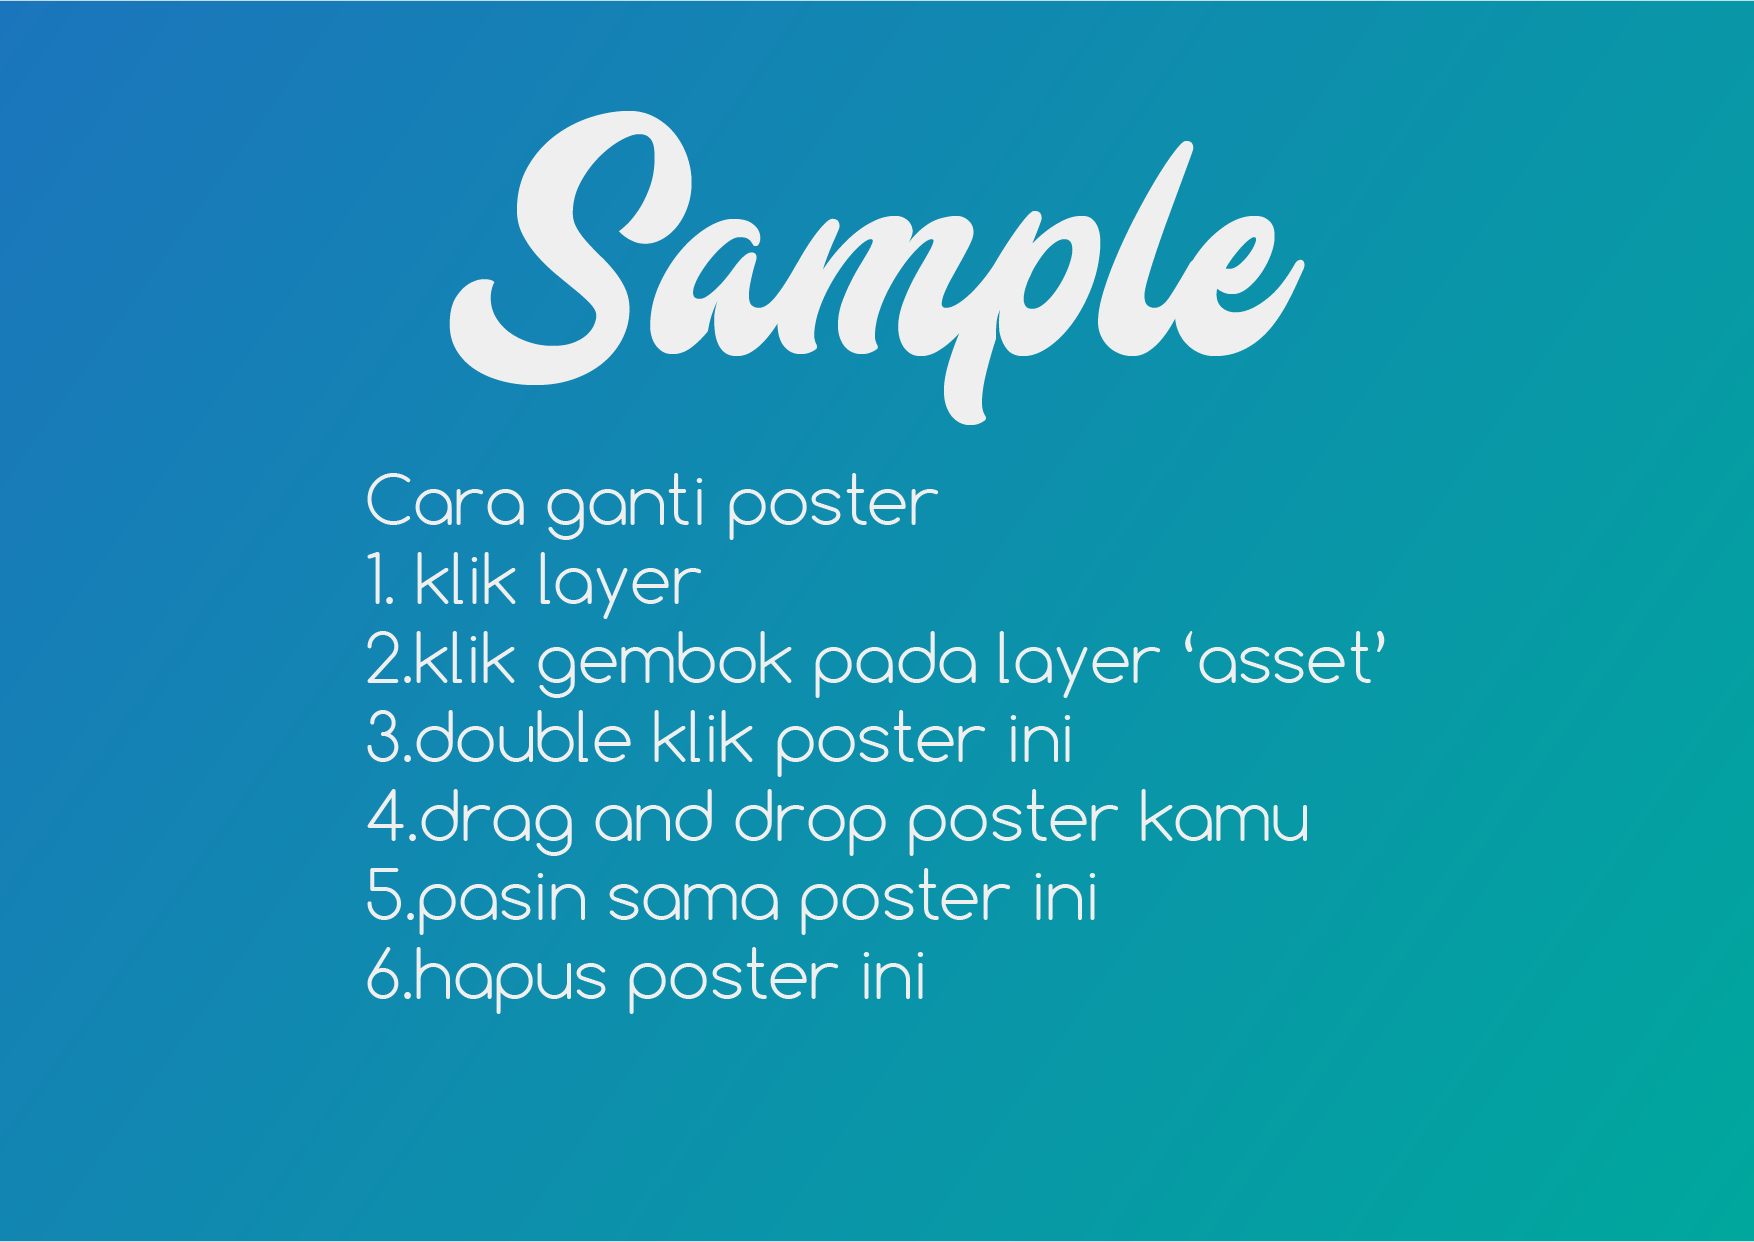 Sample
Cara ganti poster
1. klik layer
2.klik gembok pada layer ‘asset’
3.double klik poster ini
4.drag and drop poster kamu
5.pasin sama poster ini
6.hapus poster ini